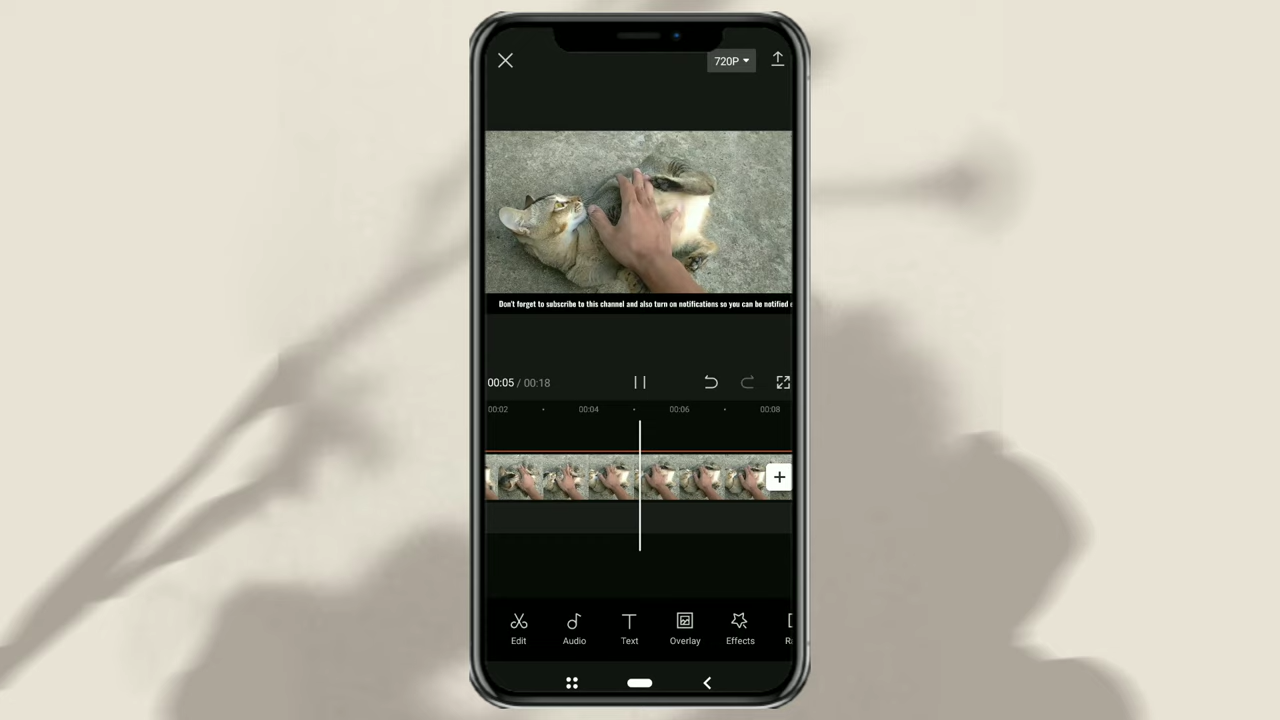 720P
Don't forget to subscribe to this channel and also turn on notifications so you can be notified
00:05 / 00:18
00:02 00:04 00:06 00:08
Edit Audio Text Overlay Effects